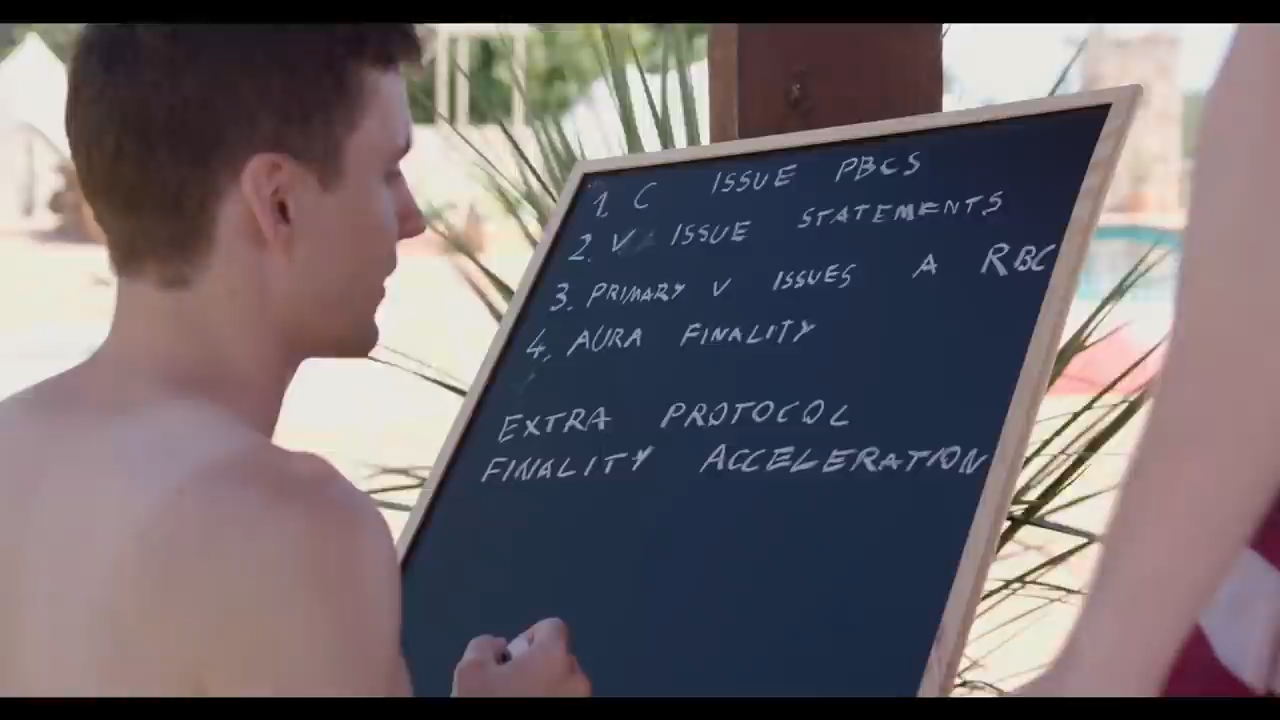 1. C ISSUE PBCS
2. V ISSUE STATEMENTS
3. PRIMARY V ISSUES A RBC
4. AURA FINALITY
EXTRA PROTOCOL
FINALITY ACCELERATION